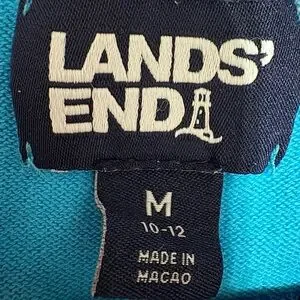 LANDS'
END
M
10-12
MADE IN
MACAO